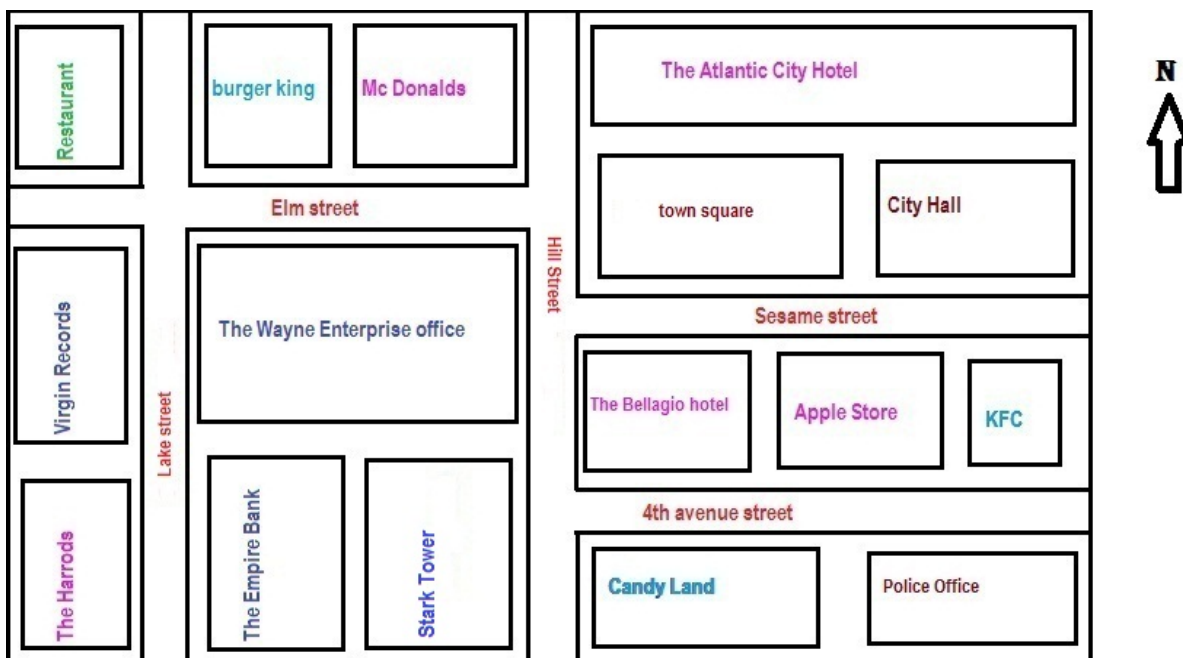 Restaurant
burger king
Mc Donalds
The Atlantic City Hotel
N
town square
City Hall
Elm street
Hill Street
Sesame street
Virgin Records
The Wayne Enterprise office
Lake street
The Bellagio hotel
Apple Store
KFC
The Harrods
The Empire Bank
Stark Tower
4th avenue street
Candy Land
Police Office